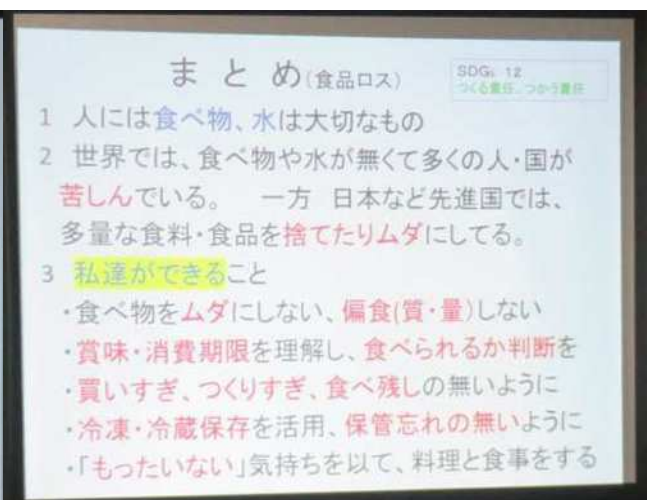 まとめ(食品ロス)
SDGs 12
つくる責任、つかう責任
1 人には食べ物、水は大切なもの
2 世界では、食べ物や水が無くて多くの人・国が
苦しんでいる。 一方 日本など先進国では、
多量な食料・食品を捨てたりムダにしてる。
3 私達ができること
・食べ物をムダにしない、偏食(質・量)しない
・賞味・消費期限を理解し、食べられるか判断を
・買いすぎ、つくりすぎ、食べ残しの無いように
・冷凍・冷蔵保存を活用、保管忘れの無いように
・「もったいない」気持ちを以て、料理と食事をする